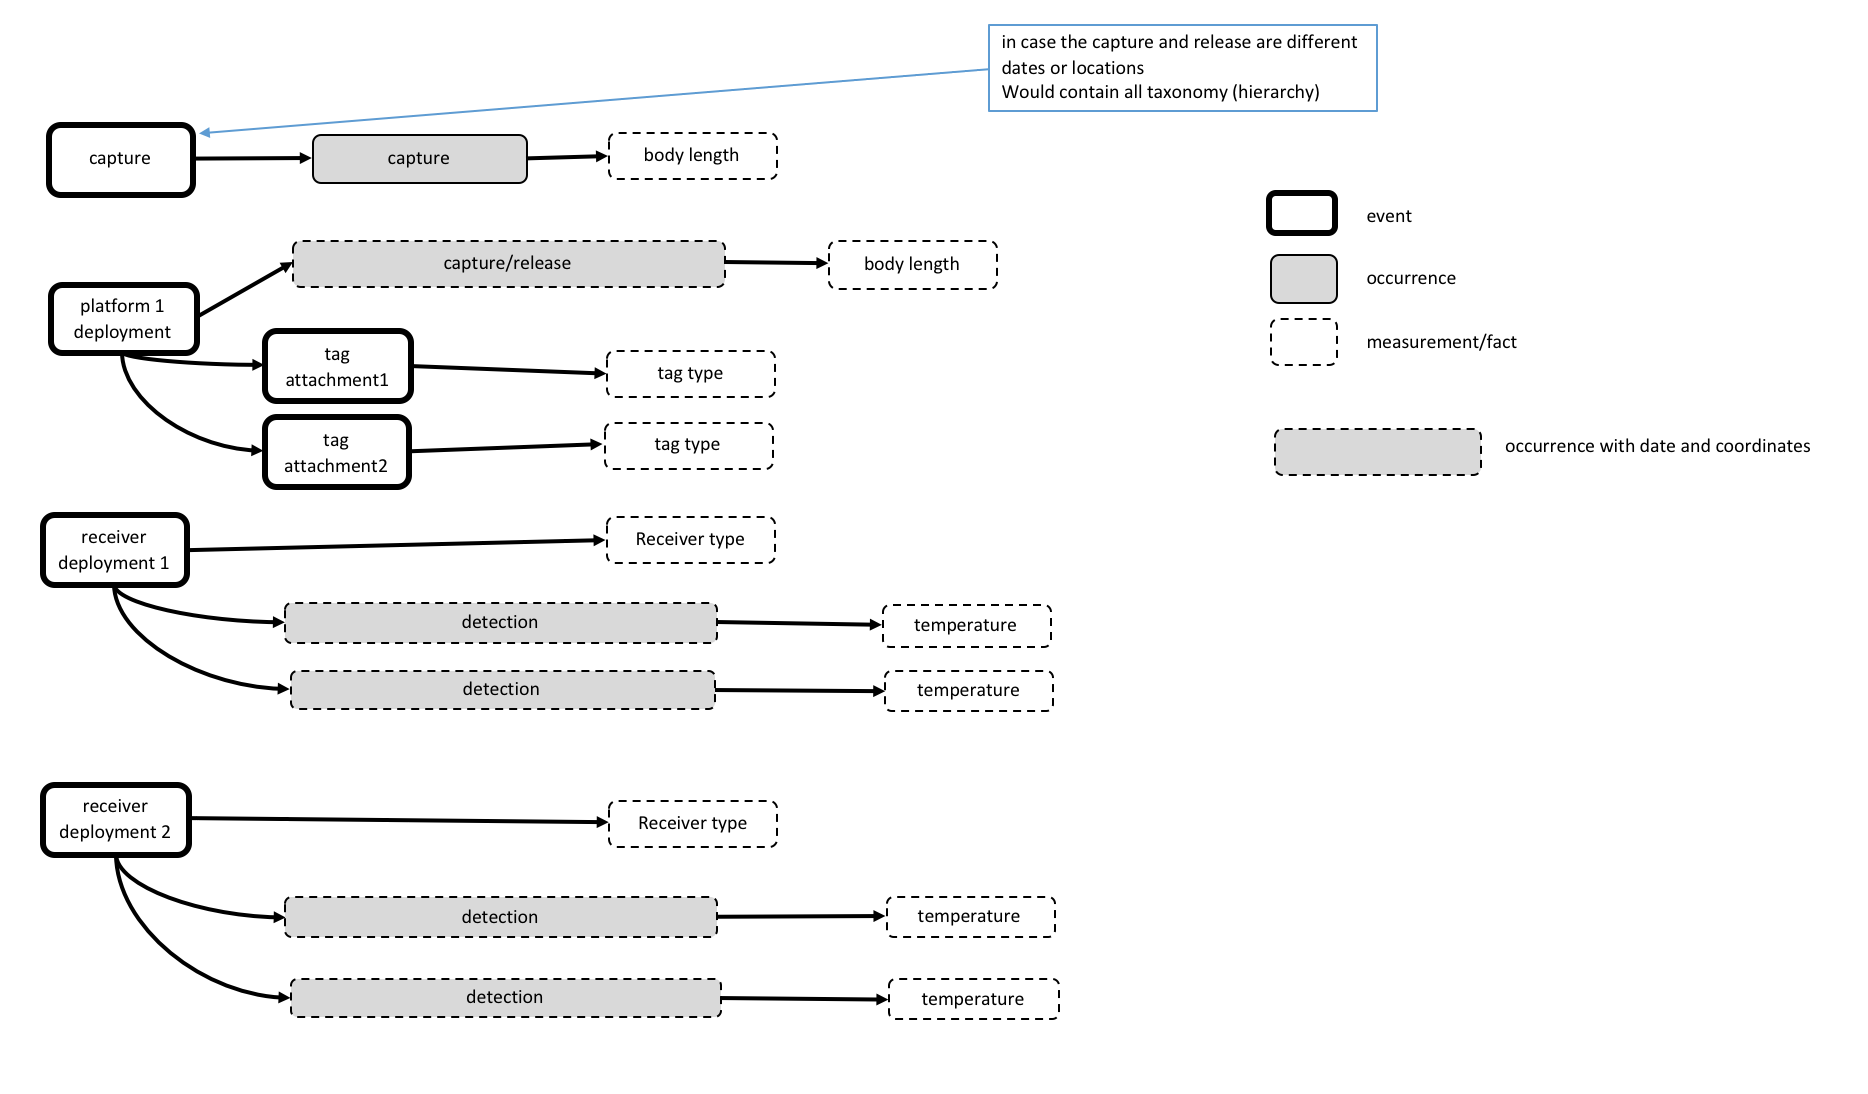 in case the capture and release are different
dates or locations
Would contain all taxonomy (hierarchy)
capture
capture
body length
event
capture/release
body length
occurrence
platform 1
deployment
measurement/fact
tag
attachment1
tag type
tag
attachment2
tag type
occurrence with date and coordinates
receiver
deployment 1
Receiver type
detection
temperature
detection
temperature
receiver
deployment 2
Receiver type
detection
temperature
detection
temperature